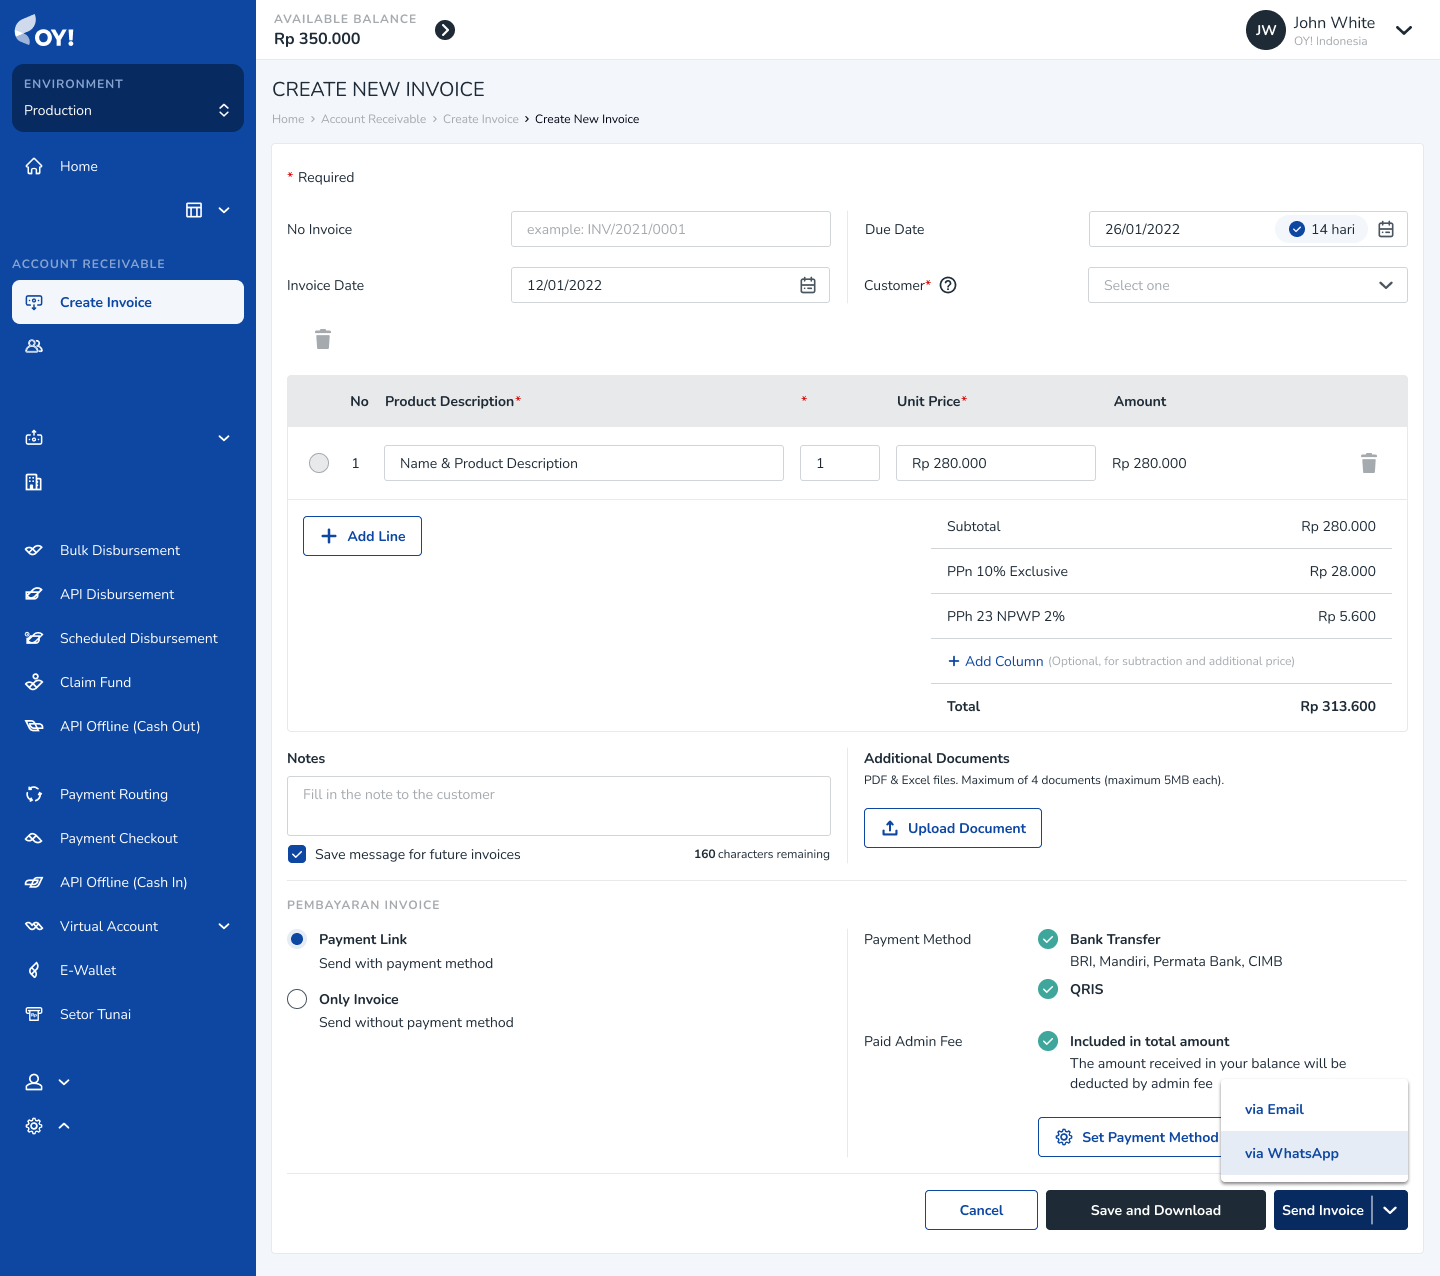 OY!
ENVIRONMENT
Production
Home
ACCOUNT RECEIVABLE
Create Invoice
Bulk Disbursement
API Disbursement
Scheduled Disbursement
Claim Fund
API Offline (Cash Out)
Payment Routing
Payment Checkout
API Offline (Cash In)
Virtual Account
E-Wallet
Setor Tunai
AVAILABLE BALANCE
Rp 350.000
JW
John White
OY! Indonesia
CREATE NEW INVOICE
Home > Account Receivable > Create Invoice > Create New Invoice
* Required
No Invoice
example: INV/2021/0001
Due Date
26/01/2022
14 hari
Invoice Date
12/01/2022
Customer*
Select one
No Product Description* * Unit Price* Amount
1 Name & Product Description 1 Rp 280.000 Rp 280.000
Add Line
Subtotal Rp 280.000
PPn 10% Exclusive Rp 28.000
PPh 23 NPWP 2% Rp 5.600
+ Add Column (Optional, for subtraction and additional price)
Total Rp 313.600
Notes
Fill in the note to the customer
Save message for future invoices
160 characters remaining
Additional Documents
PDF & Excel files. Maximum of 4 documents (maximum 5MB each).
Upload Document
PEMBAYARAN INVOICE
Payment Link
Send with payment method
Only Invoice
Send without payment method
Payment Method
Bank Transfer
BRI, Mandiri, Permata Bank, CIMB
QRIS
Paid Admin Fee
Included in total amount
The amount received in your balance will be
deducted by admin fee
Set Payment Method
via Email
via WhatsApp
Cancel
Save and Download
Send Invoice